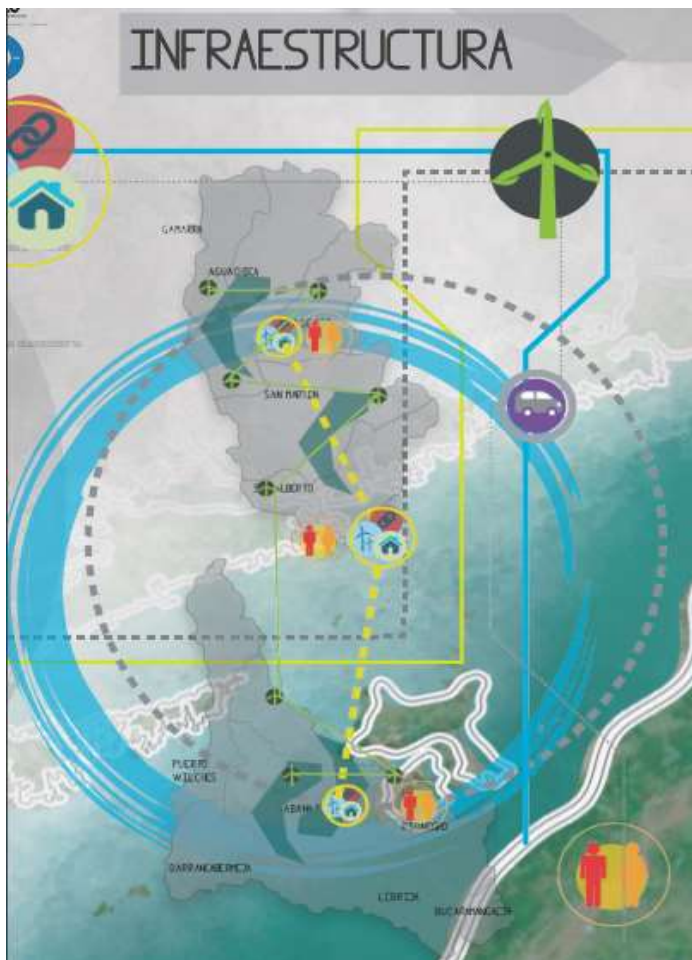 INFRAESTRUCTURA
GAMARRA
AGUACHICA
SAN MARTIN
PUERTO
WILCHES
BARRANCABERMEJA
LEBRIJA
BUCARAMANGA